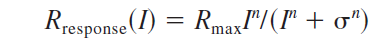 R_response(I) = R_max I^n/(I^n + σ^n)